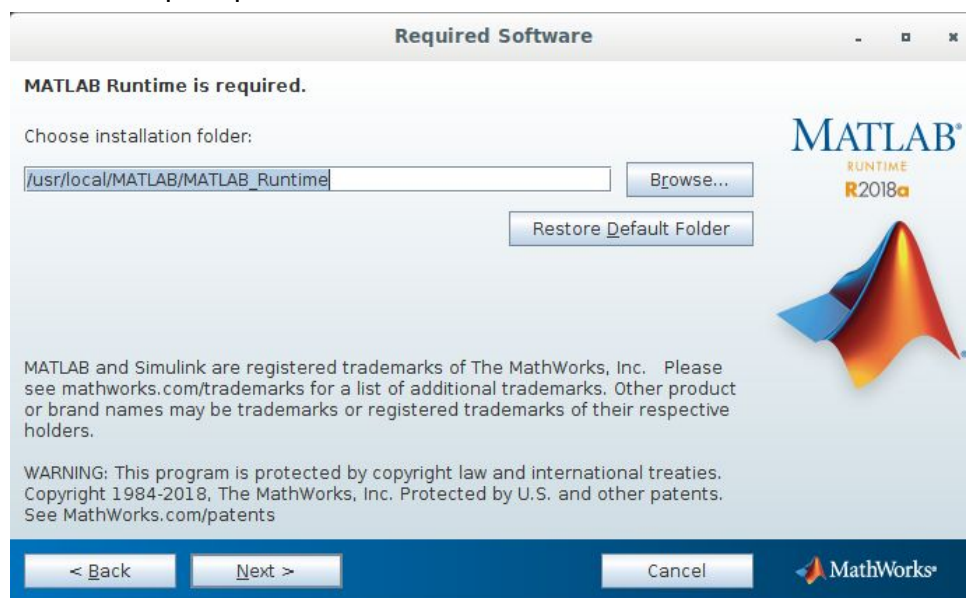 Required Software
MATLAB Runtime is required.
Choose installation folder:
/usr/local/MATLAB/MATLAB_Runtime
Browse...
Restore Default Folder
MATLAB®
RUNTIME
R2018a
MATLAB and Simulink are registered trademarks of The MathWorks, Inc. Please
see mathworks.com/trademarks for a list of additional trademarks. Other product
or brand names may be trademarks or registered trademarks of their respective
holders.
WARNING: This program is protected by copyright law and international treaties.
Copyright 1984-2018, The MathWorks, Inc. Protected by U.S. and other patents.
See MathWorks.com/patents
< Back
Next >
Cancel
MathWorks®